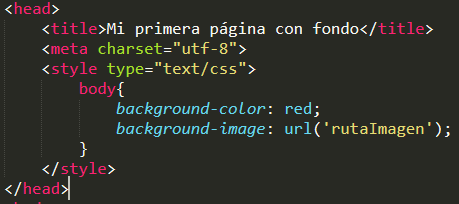 <head>
<title>Mi primera página con fondo</title>
<meta charset="utf-8">
<style type="text/css">
body{
background-color: red;
background-image: url('rutaImagen');
}
</style>
</head>